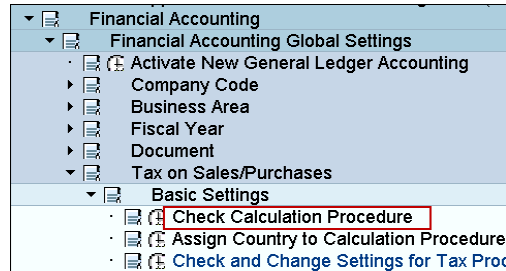 Financial Accounting
Financial Accounting Global Settings
Activate New General Ledger Accounting
Company Code
Business Area
Fiscal Year
Document
Tax on Sales/Purchases
Basic Settings
Check Calculation Procedure
Assign Country to Calculation Procedure
Check and Change Settings for Tax Proc